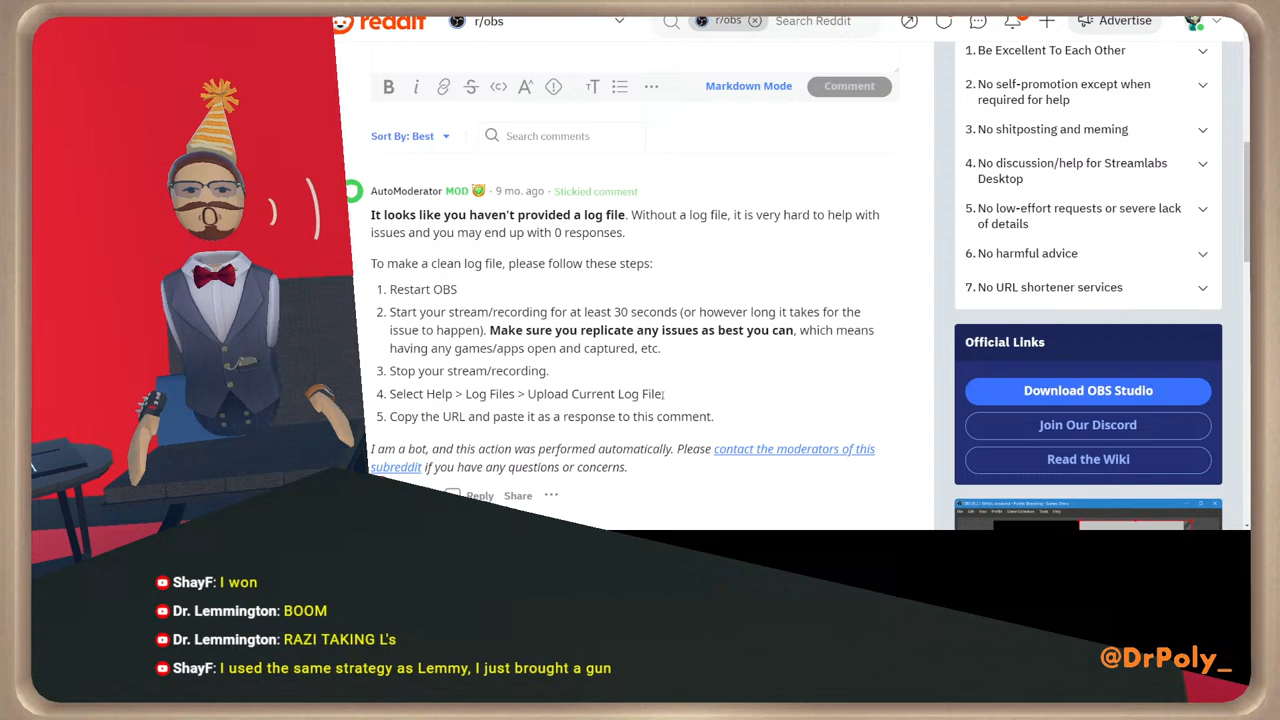 reddit r/obs r/obs Search Reddit Advertise
B i Markdown Mode Comment
Sort By: Best Search comments
AutoModerator MOD · 9 mo. ago · Stickied comment
It looks like you haven't provided a log file. Without a log file, it is very hard to help with
issues and you may end up with 0 responses.
To make a clean log file, please follow these steps:
1. Restart OBS
2. Start your stream/recording for at least 30 seconds (or however long it takes for the
issue to happen). Make sure you replicate any issues as best you can, which means
having any games/apps open and captured, etc.
3. Stop your stream/recording.
4. Select Help > Log Files > Upload Current Log File
5. Copy the URL and paste it as a response to this comment.
I am a bot, and this action was performed automatically. Please contact the moderators of this
subreddit if you have any questions or concerns.
Reply Share
1. Be Excellent To Each Other
2. No self-promotion except when
required for help
3. No shitposting and meming
4. No discussion/help for Streamlabs
Desktop
5. No low-effort requests or severe lack
of details
6. No harmful advice
7. No URL shortener services
Official Links
Download OBS Studio
Join Our Discord
Read the Wiki
ShayF: I won
Dr. Lemmington: BOOM
Dr. Lemmington: RAZI TAKING L's
ShayF: I used the same strategy as Lemmy, I just brought a gun
@DrPoly_